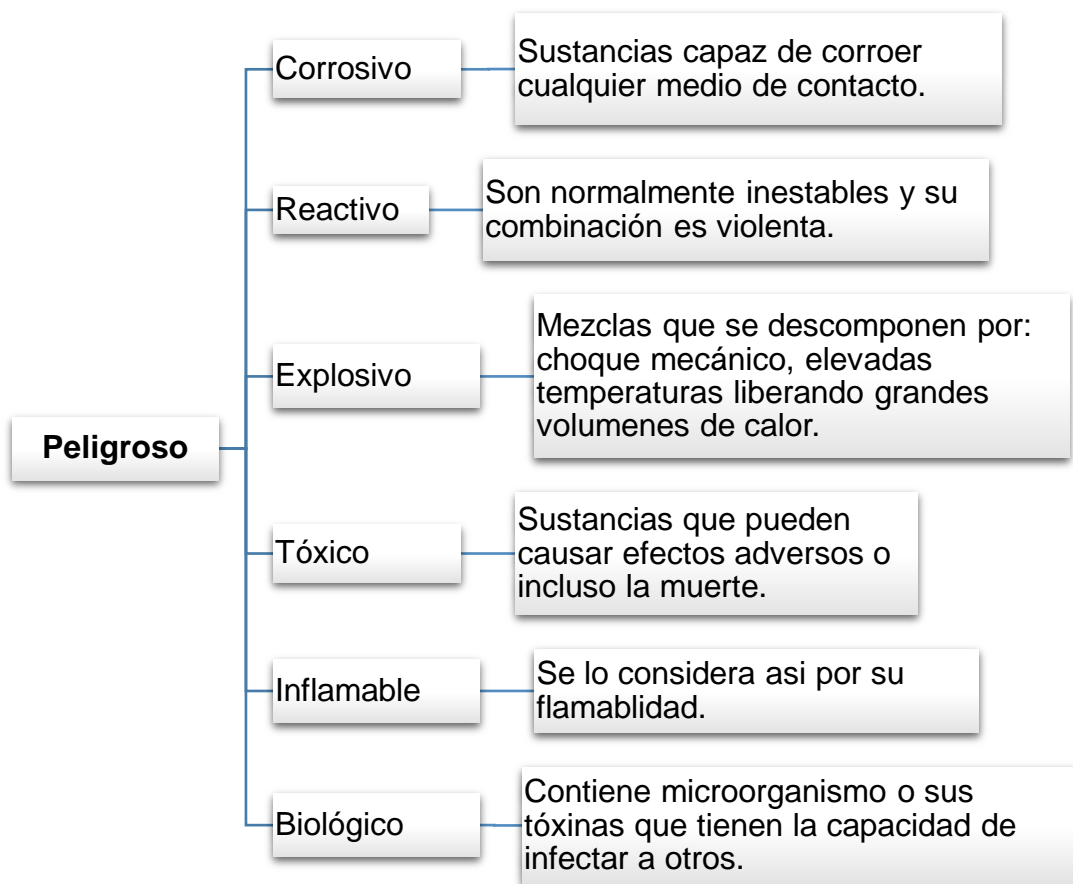 Peligroso
Corrosivo
Sustancias capaz de corroer
cualquier medio de contacto.
Reactivo
Son normalmente inestables y su
combinación es violenta.
Explosivo
Mezclas que se descomponen por:
choque mecánico, elevadas
temperaturas liberando grandes
volumenes de calor.
Tóxico
Sustancias que pueden
causar efectos adversos o
incluso la muerte.
Inflamable
Se lo considera asi por su
flamablidad.
Biológico
Contiene microorganismo o sus
tóxinas que tienen la capacidad de
infectar a otros.